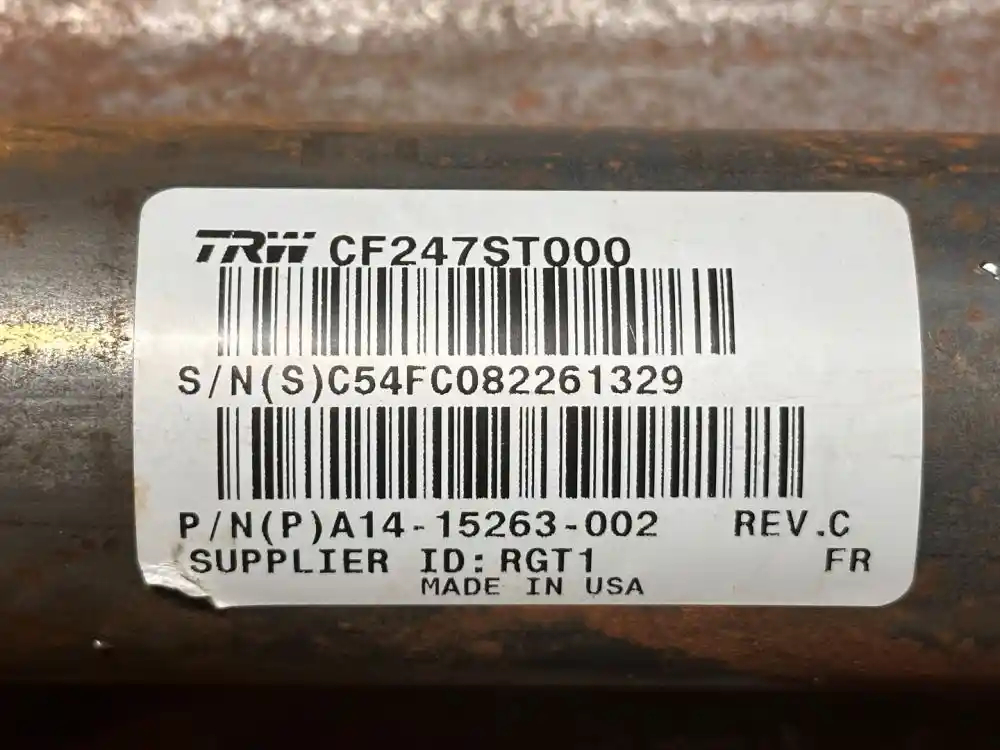 TRW CF247ST000
S/N(S)C54FC082261329
P/N(P)A14-15263-002 REV.C
SUPPLIER ID:RGT1 FR
MADE IN USA